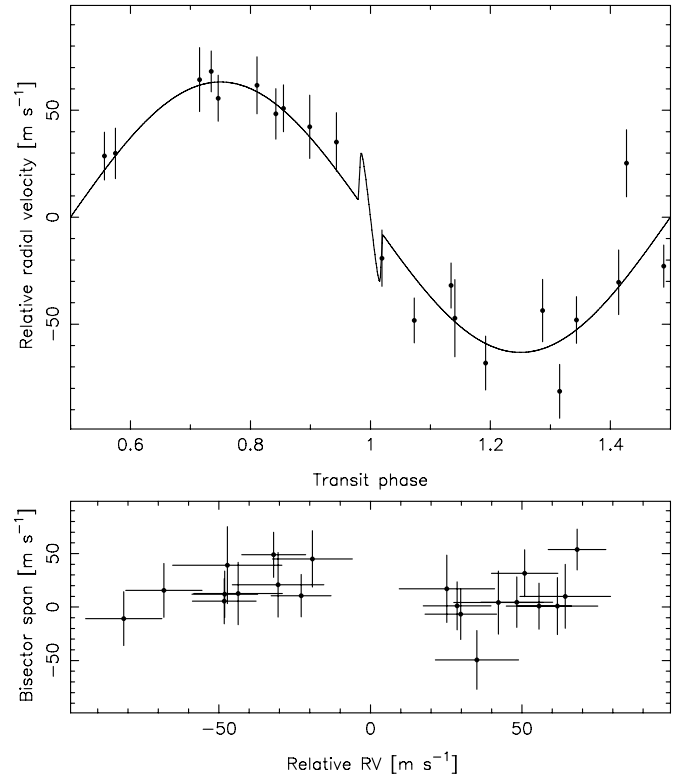 Relative radial velocity [m s⁻¹]
50
0
−50
0.6 0.8 1 1.2 1.4
Transit phase
Bisector span [m s⁻¹]
50
0
−50
−50 0 50
Relative RV [m s⁻¹]